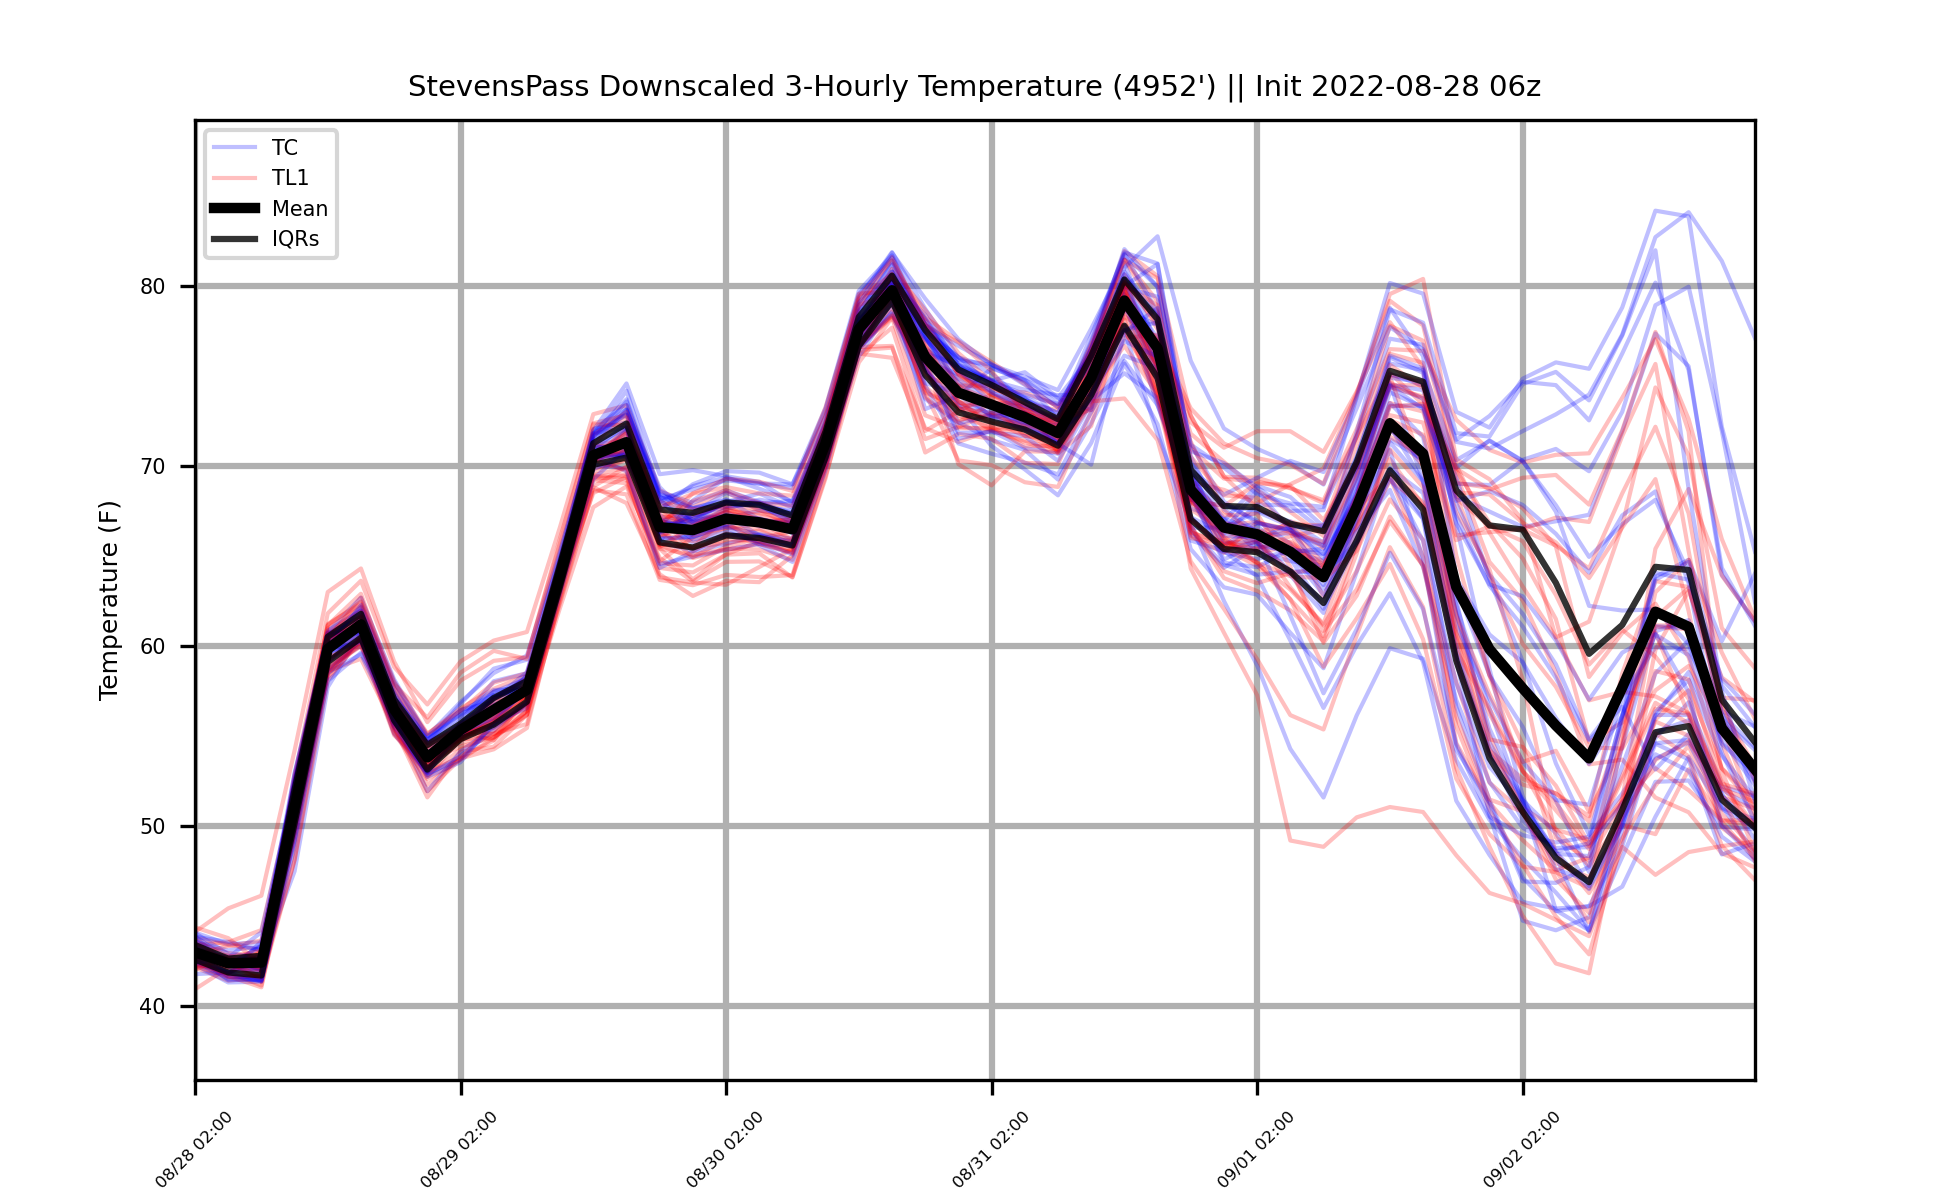 StevensPass Downscaled 3-Hourly Temperature (4952') || Init 2022-08-28 06z
TC
TL1
Mean
IQRs
Temperature (F)
80
70
60
50
40
08/28 02:00
08/29 02:00
08/30 02:00
08/31 02:00
09/01 02:00
09/02 02:00